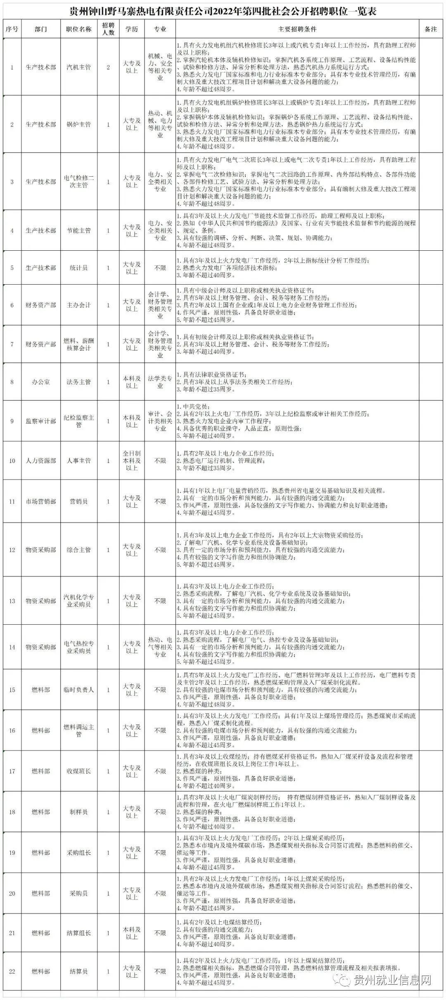 贵州钟山野马寨热电有限责任公司2022年第四批社会公开招聘职位一览表
序号 部门 职位名称 招聘人数 学历 专业 主要招聘条件 备注
1 生产技术部 汽机主管 2 大专及以上 机械、电力、安全等相关专业
1.具有火力发电机组汽机检修班长3年以上或汽机专责1年以上工作经历，具有助理工程师
及以上职称；
2.掌握汽轮机本体及辅机检修知识；掌握汽机各系统工作原理、工艺流程、设备结构性能
、试验和检修方法、异常分析和处理方法，熟悉汽机热力系统运行方式；
3.熟悉火力发电厂国家标准和电力行业标准本专业部分；具有本专业技术管理经历，有编
制大修及重大技改工程项目计划和解决重大设备问题的能力；
4.年龄不超过48周岁。
2 生产技术部 锅炉主管 1 大专及以上 热动、机械、电力等相关专业
1.具有火力发电机组锅炉检修班长3年以上或锅炉专责1年以上工作经历，具有助理工程师
及以上职称；
2.掌握锅炉本体及辅机检修知识；掌握锅炉各系统工作原理、工艺流程、设备结构性能、
试验和检修方法、异常分析和处理方法，熟悉锅炉热力系统运行方式；
3.熟悉火力发电厂国家标准和电力行业标准本专业部分；具有本专业技术管理经历，有编
制大修及重大技改工程项目计划和解决重大设备问题的能力；
4.年龄不超过48周岁。
3 生产技术部 电气检修二次主管 1 大专及以上 电力、安全类相关专业
1.具有火力发电厂电气二次班长3年以上或电气二次专责1年以上工作经历，具有助理工程
师及以上职称；
2.掌握电气二次检修知识；掌握电气二次回路的工作原理、内外部结构特点、各部件功能
、各部件检修工艺、试验方法、异常分析和处理方法；
3.熟悉火力发电厂国家标准和电力行业标准本专业部分；具有编制大修及重大技改工程项
目计划和解决重大设备问题的能力；
4.年龄不超过48周岁。
4 生产技术部 节能主管 1 大专及以上 电力、安全类相关专业
1.具有3年及以上火力发电厂节能技术监督工作经历，助理工程师及以上职称；
2.熟知《中华人民共和国节约能源法》及国家、行业有关节能技术监督和节约能源的规程
、规定、条例。
3.具有较强的调研、分析、判断、决策、规划、协调能力；
4.年龄不超过48周岁。
5 生产技术部 统计员 1 大专及以上 不限
1.具有3年及以上火力发电厂工作经历，2年以上指标统计分析工作经历；
2.熟悉火力发电厂各项经济技术指标；
3.年龄不超过40周岁。
6 财务资产部 主办会计 1 大专及以上 会计学、财务管理类相关专业
1.具有中级会计师及以上职称或相关执业资格证书；
2.具有5年及以上财务管理、会计、税务等财务工作经历；
3.具有2年及以上国有企业或1年及以上电力企业财务管理工作经历；
4.作风严谨，原则性强，具备良好职业道德；
5.年龄不超过45周岁。
7 财务资产部 燃料、薪酬核算会计 1 大专及以上 会计学、财务管理类相关专业
1.具有初级会计师及以上职称或相关执业资格证书；
2.具有3年及以上财务管理、会计、税务等财务工作经历；
3.年龄不超过40周岁。
8 办公室 法务主管 1 本科及以上 法学类专业
1.具有法律职业资格证书；
2.具有3年及以上从事法务类相关工作经历；
3.年龄不超过35周岁。
9 监察审计部 纪检监察主管 1 本科及以上 审计、会计类相关专业
1.中共党员；
2.具有2年以上火电厂工作经历，3年以上纪检监察或审计相关工作经历；
3.熟悉火力发电企业内审工作程序；
4.具备优秀的职业操守，人品正直，原则性强；
5.年龄不超过40周岁。
10 人力资源部 人事主管 1 全日制本科及以上 不限
1.具有2年及以上电力企业工作经历；
2.熟悉电厂运行机制、管理流程；
3.年龄不超过35周岁。
11 市场营销部 营销员 1 大专及以上 不限
1.具有1年以上电厂电量营销经历，熟悉贵州省电量交易基础知识及相关流程。
2.具有一定的市场分析和预判能力，具有较强的沟通交流能力；
3.作风严谨，原则性强，具备较强的文字写作能力、协调能力和良好职业道德；
4.年龄不超过45周岁。
12 物资采购部 综合主管 1 大专及以上 不限
1.具有3年及以上电力企业工作经历，具有2年以上大宗物资采购经历；
2.了解电厂汽机、化学专业系统及设备基础知识；
3.具有一定的市场分析和预判能力，具有较强的沟通交流能力；
4.具有较强的文字写作能力和组织协调能力；
5.年龄不超过45周岁。
13 物资采购部 汽机化学专业采购员 1 大专及以上 不限
1.具有3年及以上电力企业工作经历；
2.熟悉采购流程，了解电厂汽机、化学专业系统及设备基础知识；
3.具有一定的市场分析和预判能力，具有较强的沟通交流能力；
4.具有较强的文字写作能力和组织协调能力；
5.年龄不超过45周岁。
14 物资采购部 电气热控专业采购员 1 大专及以上 热动、电气等相关专业
1.具有3年及以上电力企业工作经历；
2.熟悉采购流程，了解电厂电气、热控专业及设备基础知识；
3.具有一定的市场分析和预判能力，具有较强的沟通交流能力；
4.具有较强的文字写作能力和组织协调能力；
5.年龄不超过45周岁。
15 燃料部 临时负责人 1 大专及以上 不限
1.具有5年及以上火力发电厂工作经历、电厂燃料管理3年及以上工作经历，电厂燃料专责
及主管2年及以上工作经历，熟悉燃煤采购管理及入厂煤采制化流程。
2.具有较强的电煤市场分析和预判能力，具有较强的沟通交流能力；
3.作风严谨，原则性强，具备良好职业道德；
4.年龄不超过48周岁。
16 燃料部 燃料调运主管 1 大专及以上 不限
1.具有3年及以上火力发电厂工作经历；具有1年及以上煤场管理经历；熟悉煤炭市采购流
程，熟悉入厂煤采制化流程。
2.具有较强的电煤市场分析和预判能力，具有较强的沟通交流能力；
3.作风严谨，原则性强，具备良好职业道德；
4.年龄不超过45周岁。
17 燃料部 收煤班长 1 大专及以上 不限
1.具有3年及以上收煤经历；持有燃煤采样资格证书，熟知入厂煤采样设备及流程和管理
经历，在收煤班组长及以上岗位工作1年以上。
2.熟悉煤的种类；
3.作风严谨，原则性强，具备良好职业道德；
4.年龄不超过40周岁。
18 燃料部 制样员 1 大专及以上 不限
1.具有3年及以上火电厂煤炭制样经历； 持有燃煤制样资格证书，熟知入厂煤制样设备及
流程和管理，在火电厂燃煤制样班工作1年以上。
2.熟悉煤的种类；
3.作风严谨，原则性强，具备良好职业道德；
4.年龄不超过40周岁。
19 燃料部 采购组长 1 大专及以上 不限
1.具有3年及以上火力发电厂工作经历；2年以上煤炭采购经历；
2.熟悉本市境内及境外煤碳市场，熟悉煤炭相关指标及合同签订流程；熟悉燃料的催交、
催运等工作。
3.作风严谨，原则性强，具备良好职业道德；
4.年龄不超过45周岁。
20 燃料部 采购员 1 大专及以上 不限
1.具有2年及以上火力发电厂工作经历；1年以上煤炭采购经历；
2.熟悉本市境内及境外煤碳市场，熟悉煤炭相关指标及合同签订流程；熟悉燃料的催交、
催运等工作。
3.作风严谨，原则性强，具备良好职业道德；
4.年龄不超过45周岁。
21 燃料部 结算组长 1 本科及以上 不限
1.具有2年及以上电煤结算经历；
2.具有较强的沟通交流能力；
3.作风严谨，原则性强，具备良好职业道德；
4.年龄不超过40周岁。
22 燃料部 结算员 1 大专及以上 不限
1.具有2年及以上火力发电厂工作经历；1年以上煤炭结算经历；
2.熟悉燃煤相关指标，熟悉燃煤合同管理，熟悉燃料结算管理流程及相关报表填报。
3.作风严谨，原则性强，具备良好职业道德；
4.年龄不超过45周岁。
贵州就业信息网